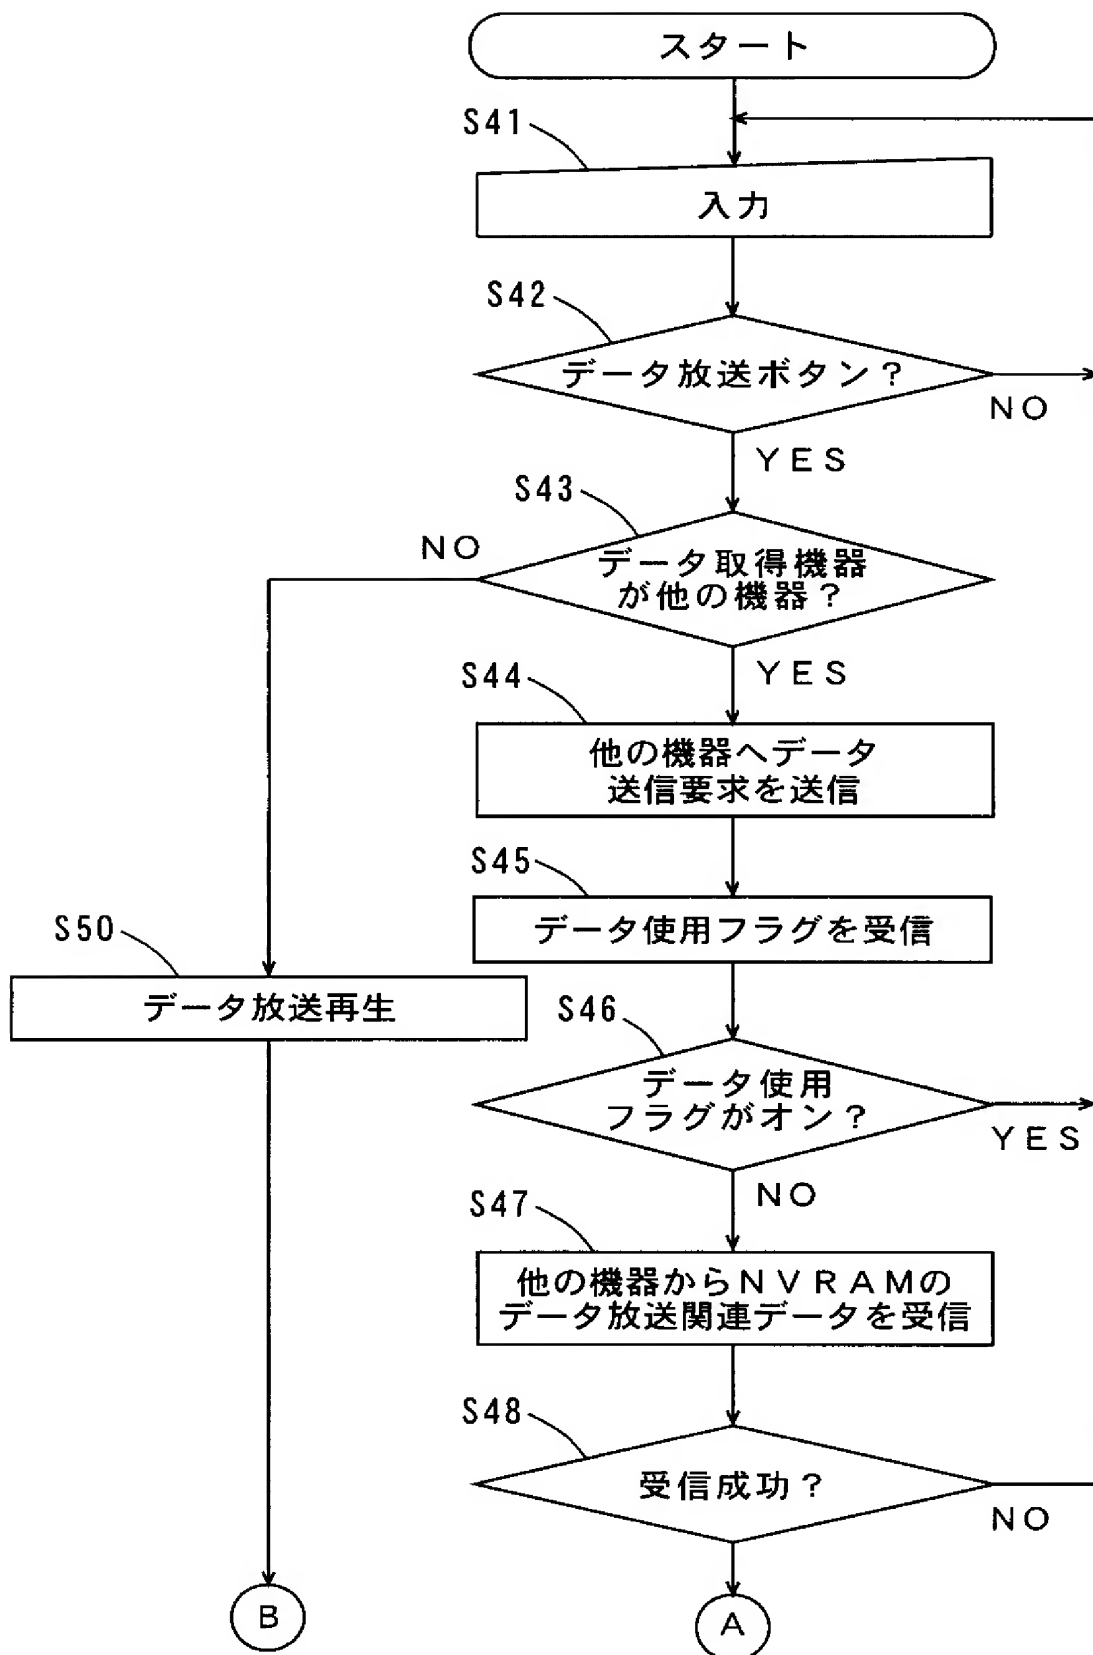 スタート
S41
入力
S42
データ放送ボタン？
NO
YES
S43
NO
データ取得機器
が他の機器？
YES
S44
他の機器へデータ
送信要求を送信
S45
データ使用フラグを受信
S50
データ放送再生
S46
データ使用
フラグがオン？
YES
NO
S47
他の機器からNVRAMの
データ放送関連データを受信
S48
受信成功？
NO
B
A